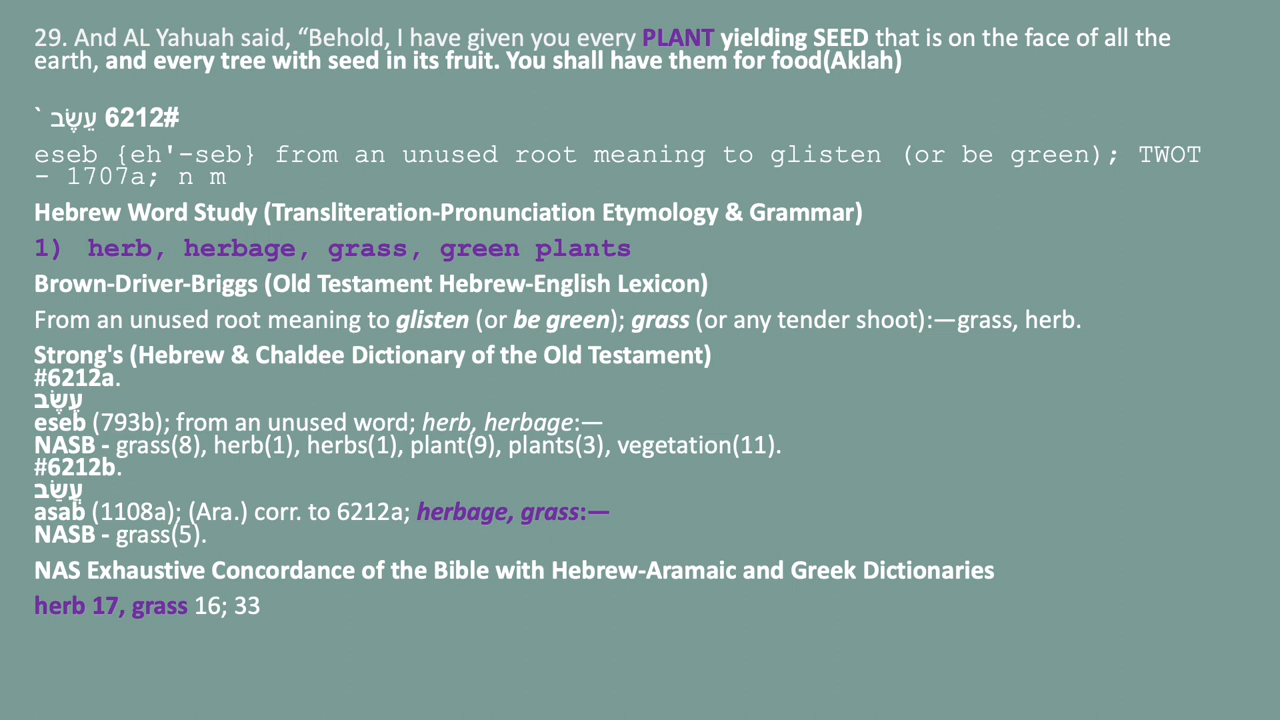 29. And AL Yahuah said, “Behold, I have given you every PLANT yielding SEED that is on the face of all the
earth, and every tree with seed in its fruit. You shall have them for food(Aklah)
` עֵשֶׂב 6212#
eseb {eh'-seb} from an unused root meaning to glisten (or be green); TWOT
- 1707a; n m
Hebrew Word Study (Transliteration-Pronunciation Etymology & Grammar)
1) herb, herbage, grass, green plants
Brown-Driver-Briggs (Old Testament Hebrew-English Lexicon)
From an unused root meaning to glisten (or be green); grass (or any tender shoot):—grass, herb.
Strong's (Hebrew & Chaldee Dictionary of the Old Testament)
#6212a.
עֵשֶׂב
eseb (793b); from an unused word; herb, herbage:—
NASB - grass(8), herb(1), herbs(1), plant(9), plants(3), vegetation(11).
#6212b.
עֲשַׂב
asab (1108a); (Ara.) corr. to 6212a; herbage, grass:—
NASB - grass(5).
NAS Exhaustive Concordance of the Bible with Hebrew-Aramaic and Greek Dictionaries
herb 17, grass 16; 33